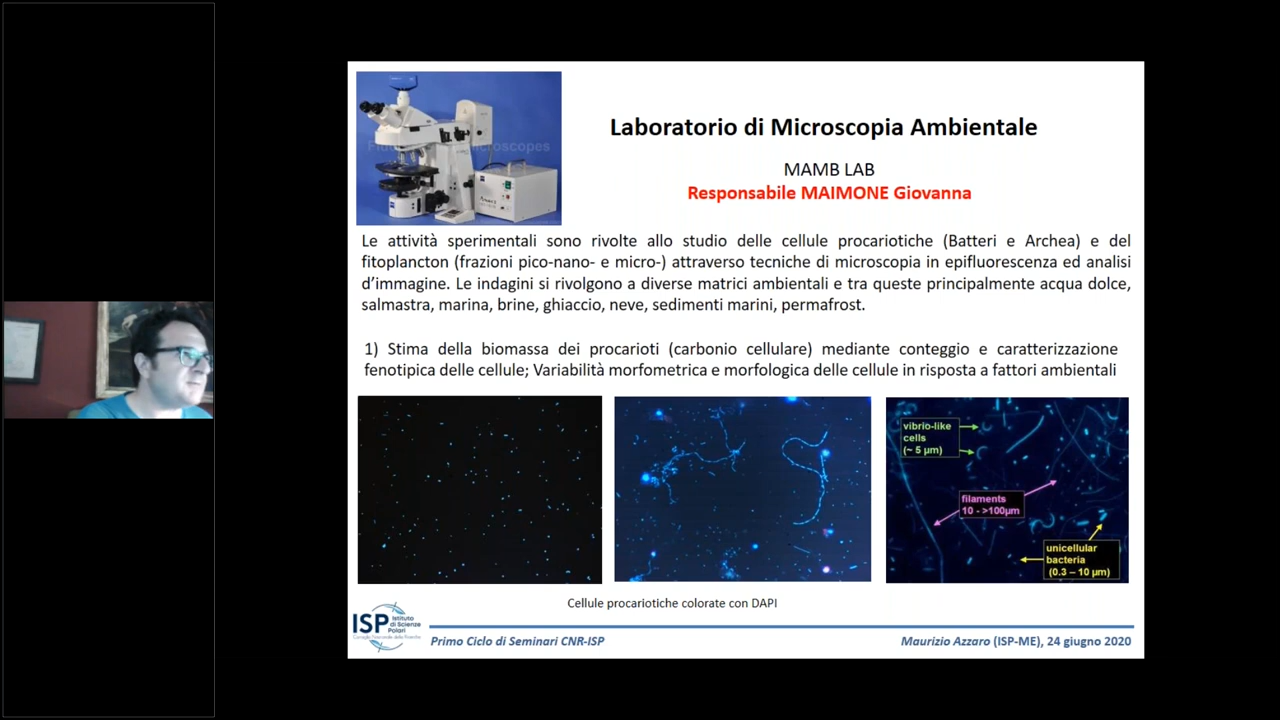 Laboratorio di Microscopia Ambientale
MAMB LAB
Responsabile MAIMONE Giovanna
Le attività sperimentali sono rivolte allo studio delle cellule procariotiche (Batteri e Archea) e del
fitoplancton (frazioni pico-nano- e micro-) attraverso tecniche di microscopia in epifluorescenza ed analisi
d'immagine. Le indagini si rivolgono a diverse matrici ambientali e tra queste principalmente acqua dolce,
salmastra, marina, brine, ghiaccio, neve, sedimenti marini, permafrost.
1) Stima della biomassa dei procarioti (carbonio cellulare) mediante conteggio e caratterizzazione
fenotipica delle cellule; Variabilità morfometrica e morfologica delle cellule in risposta a fattori ambientali
vibrio-like
cells
(~ 5 µm)
filaments
10 - >100µm
unicellular
bacteria
(0.3 – 10 µm)
Cellule procariotiche colorate con DAPI
ISP
Istituto
di Scienze
Polari
Primo Ciclo di Seminari CNR-ISP
Maurizio Azzaro (ISP-ME), 24 giugno 2020